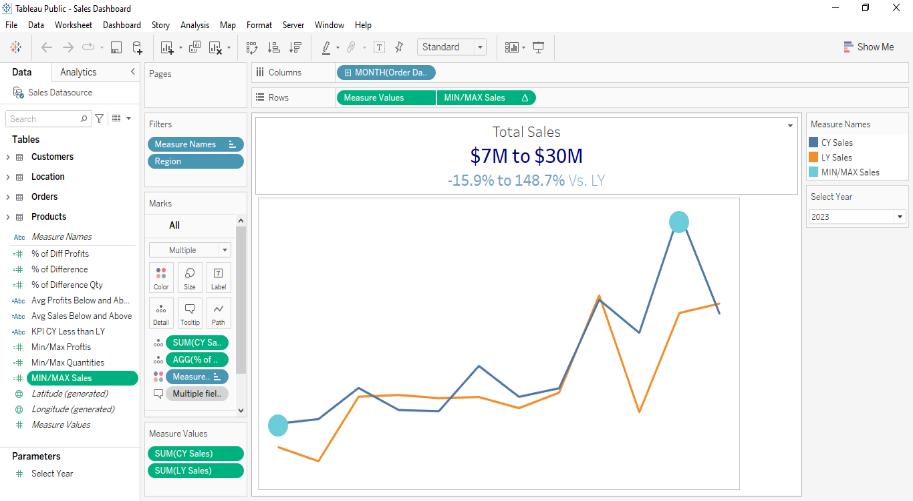 Tableau Public - Sales Dashboard
File Data Worksheet Dashboard Story Analysis Map Format Server Window Help
Standard
Show Me
Data Analytics
Sales Datasource
Search
Tables
Customers
Location
Orders
Products
Abc Measure Names
% of Diff Profits
% of Difference
% of Difference Qty
Abc Avg Profits Below and Ab...
Abc Avg Sales Below and Above
Abc KPI CY Less than LY
Min/Max Proftis
Min/Max Quantities
MIN/MAX Sales
Latitude (generated)
Longitude (generated)
Measure Values
Parameters
Select Year
Pages
Filters
Measure Names
Region
Marks
All
Multiple
Color Size Label
Detail Tooltip Path
SUM(CY Sa..
AGG(% of ..
Measure..
Multiple fiel..
Measure Values
SUM(CY Sales)
SUM(LY Sales)
Columns MONTH(Order Da..
Rows Measure Values MIN/MAX Sales
Total Sales
$7M to $30M
-15.9% to 148.7% Vs. LY
Measure Names
CY Sales
LY Sales
MIN/MAX Sales
Select Year
2023